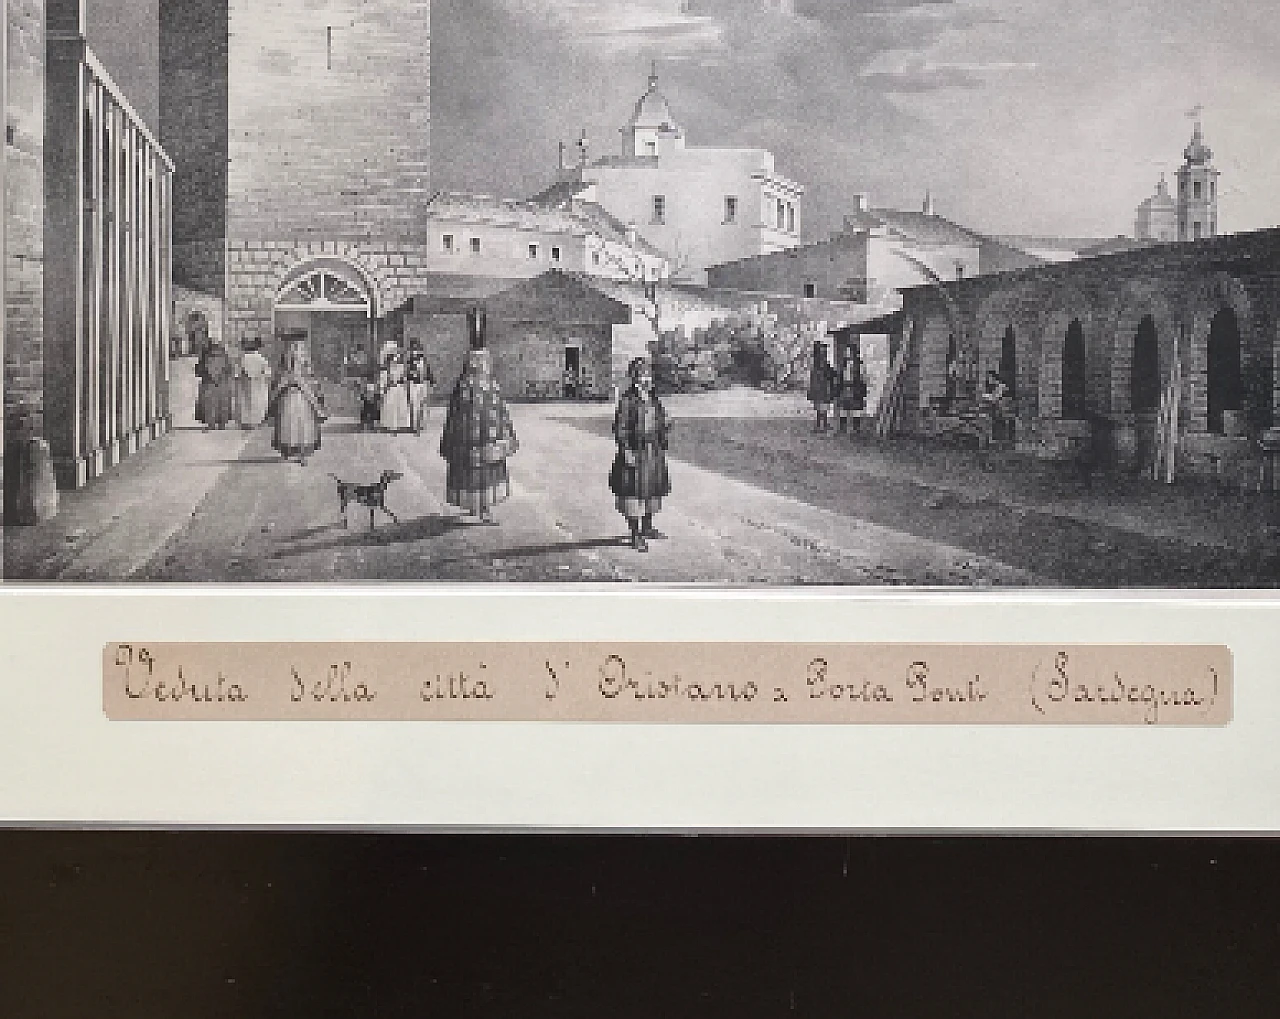 Veduta della città d' Oristano a Porta Ponti (Sardegna)